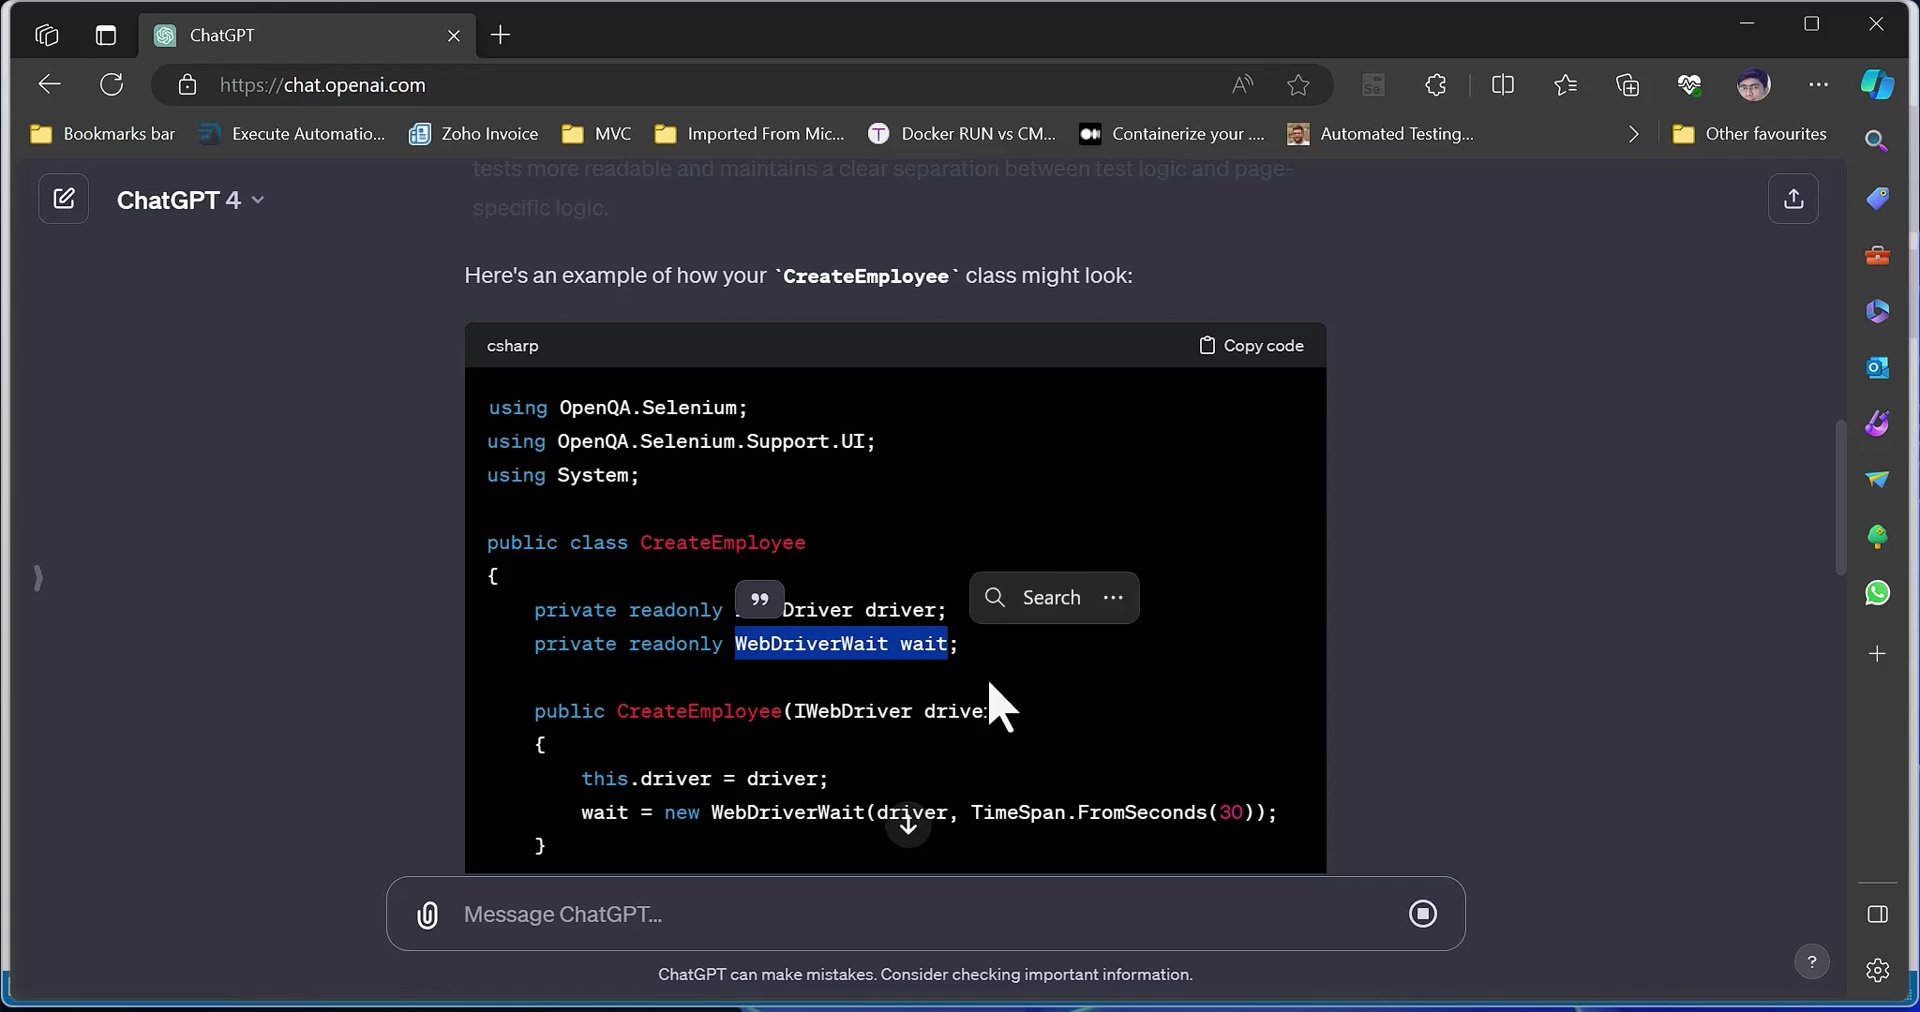 ChatGPT
https://chat.openai.com
Bookmarks bar
Execute Automatio...
Zoho Invoice
MVC
Imported From Mic...
Docker RUN vs CM...
Containerize your ....
Automated Testing...
Other favourites
tests more readable and maintains a clear separation between test logic and page-
specific logic.
ChatGPT 4
Here's an example of how your `CreateEmployee` class might look:
csharp
Copy code
using OpenQA.Selenium;
using OpenQA.Selenium.Support.UI;
using System;
public class CreateEmployee
{
private readonly Driver driver;
Search
private readonly WebDriverWait wait;
public CreateEmployee(IWebDriver drive
{
this.driver = driver;
wait = new WebDriverWait(driver, TimeSpan.FromSeconds(30));
}
Message ChatGPT...
ChatGPT can make mistakes. Consider checking important information.